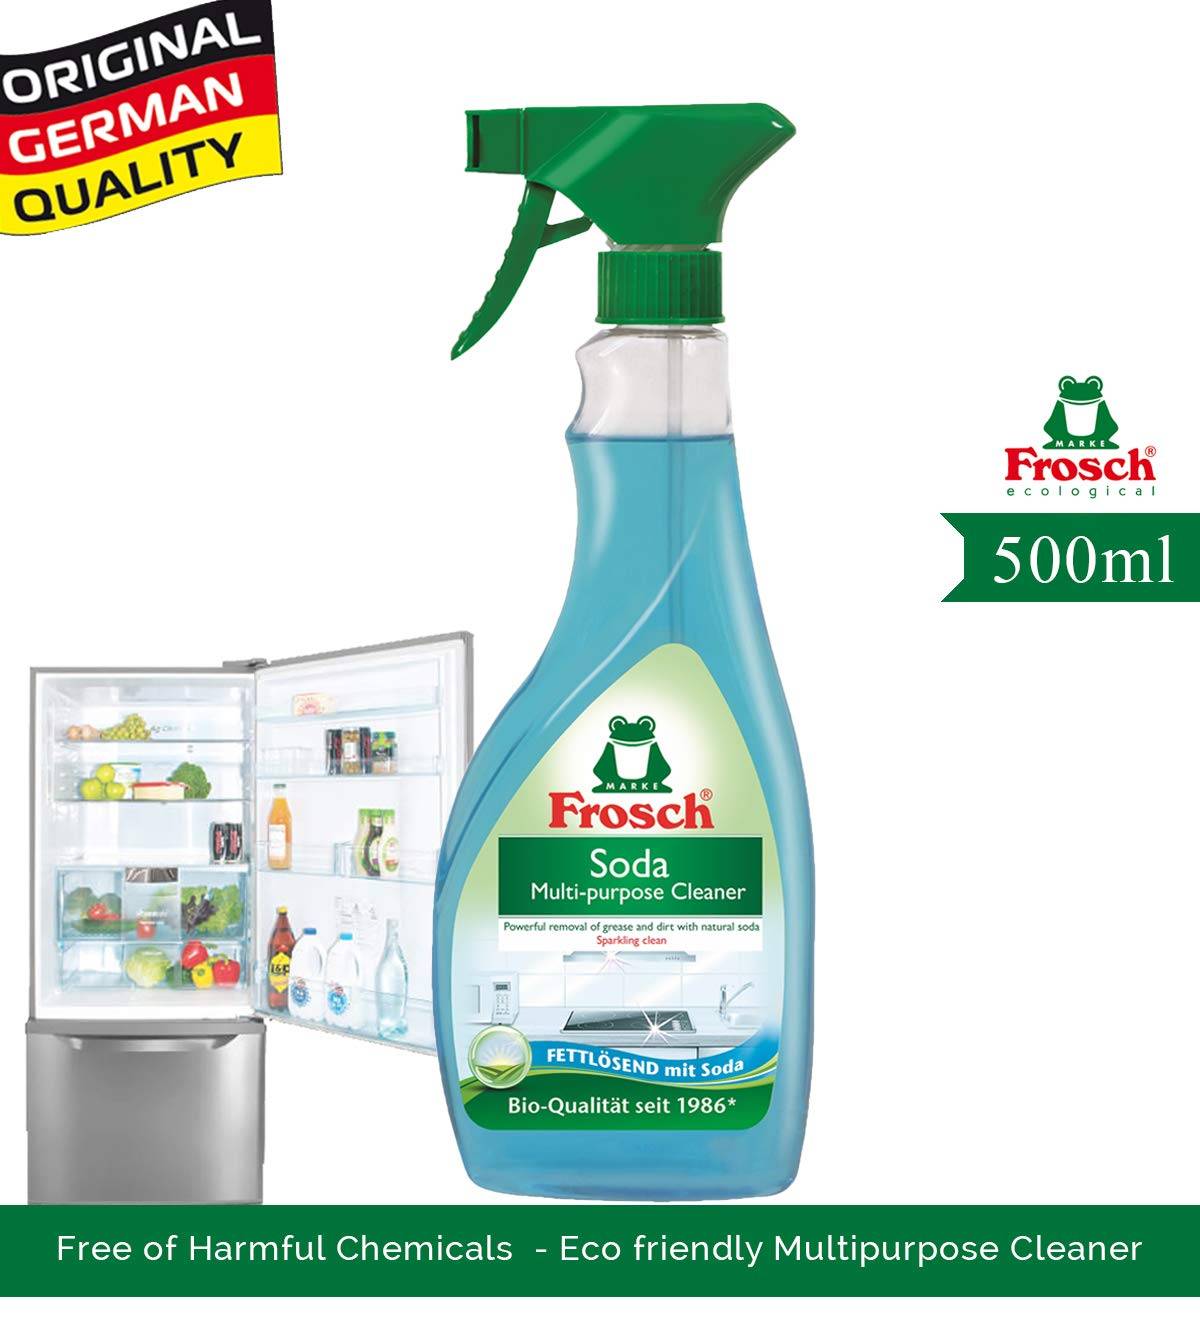 ORIGINAL
GERMAN
QUALITY
MARKE
Frosch®
ecological
500ml
MARKE
Frosch®
Soda
Multi-purpose Cleaner
Powerful removal of grease and dirt with natural soda
Sparkling clean
FETTLÖSEND mit Soda
Bio-Qualität seit 1986*
Free of Harmful Chemicals - Eco friendly Multipurpose Cleaner